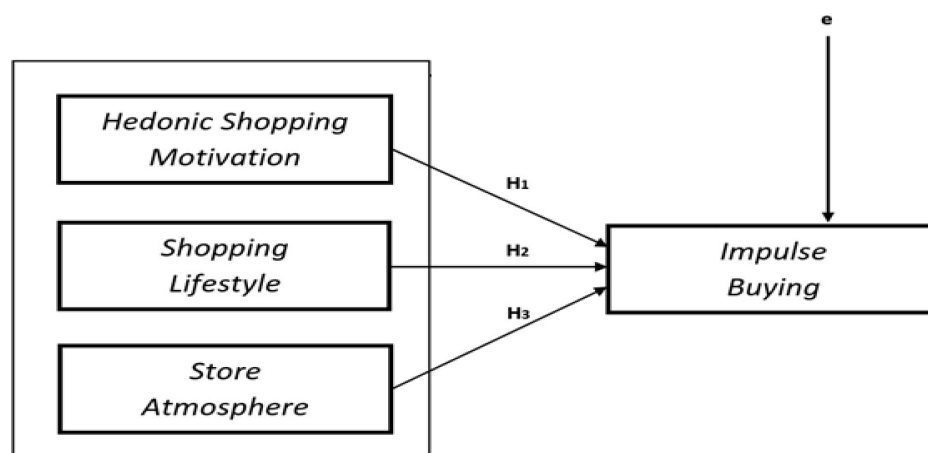 e
Hedonic Shopping
Motivation
H1
Shopping
Lifestyle
H2
Impulse
Buying
H3
Store
Atmosphere